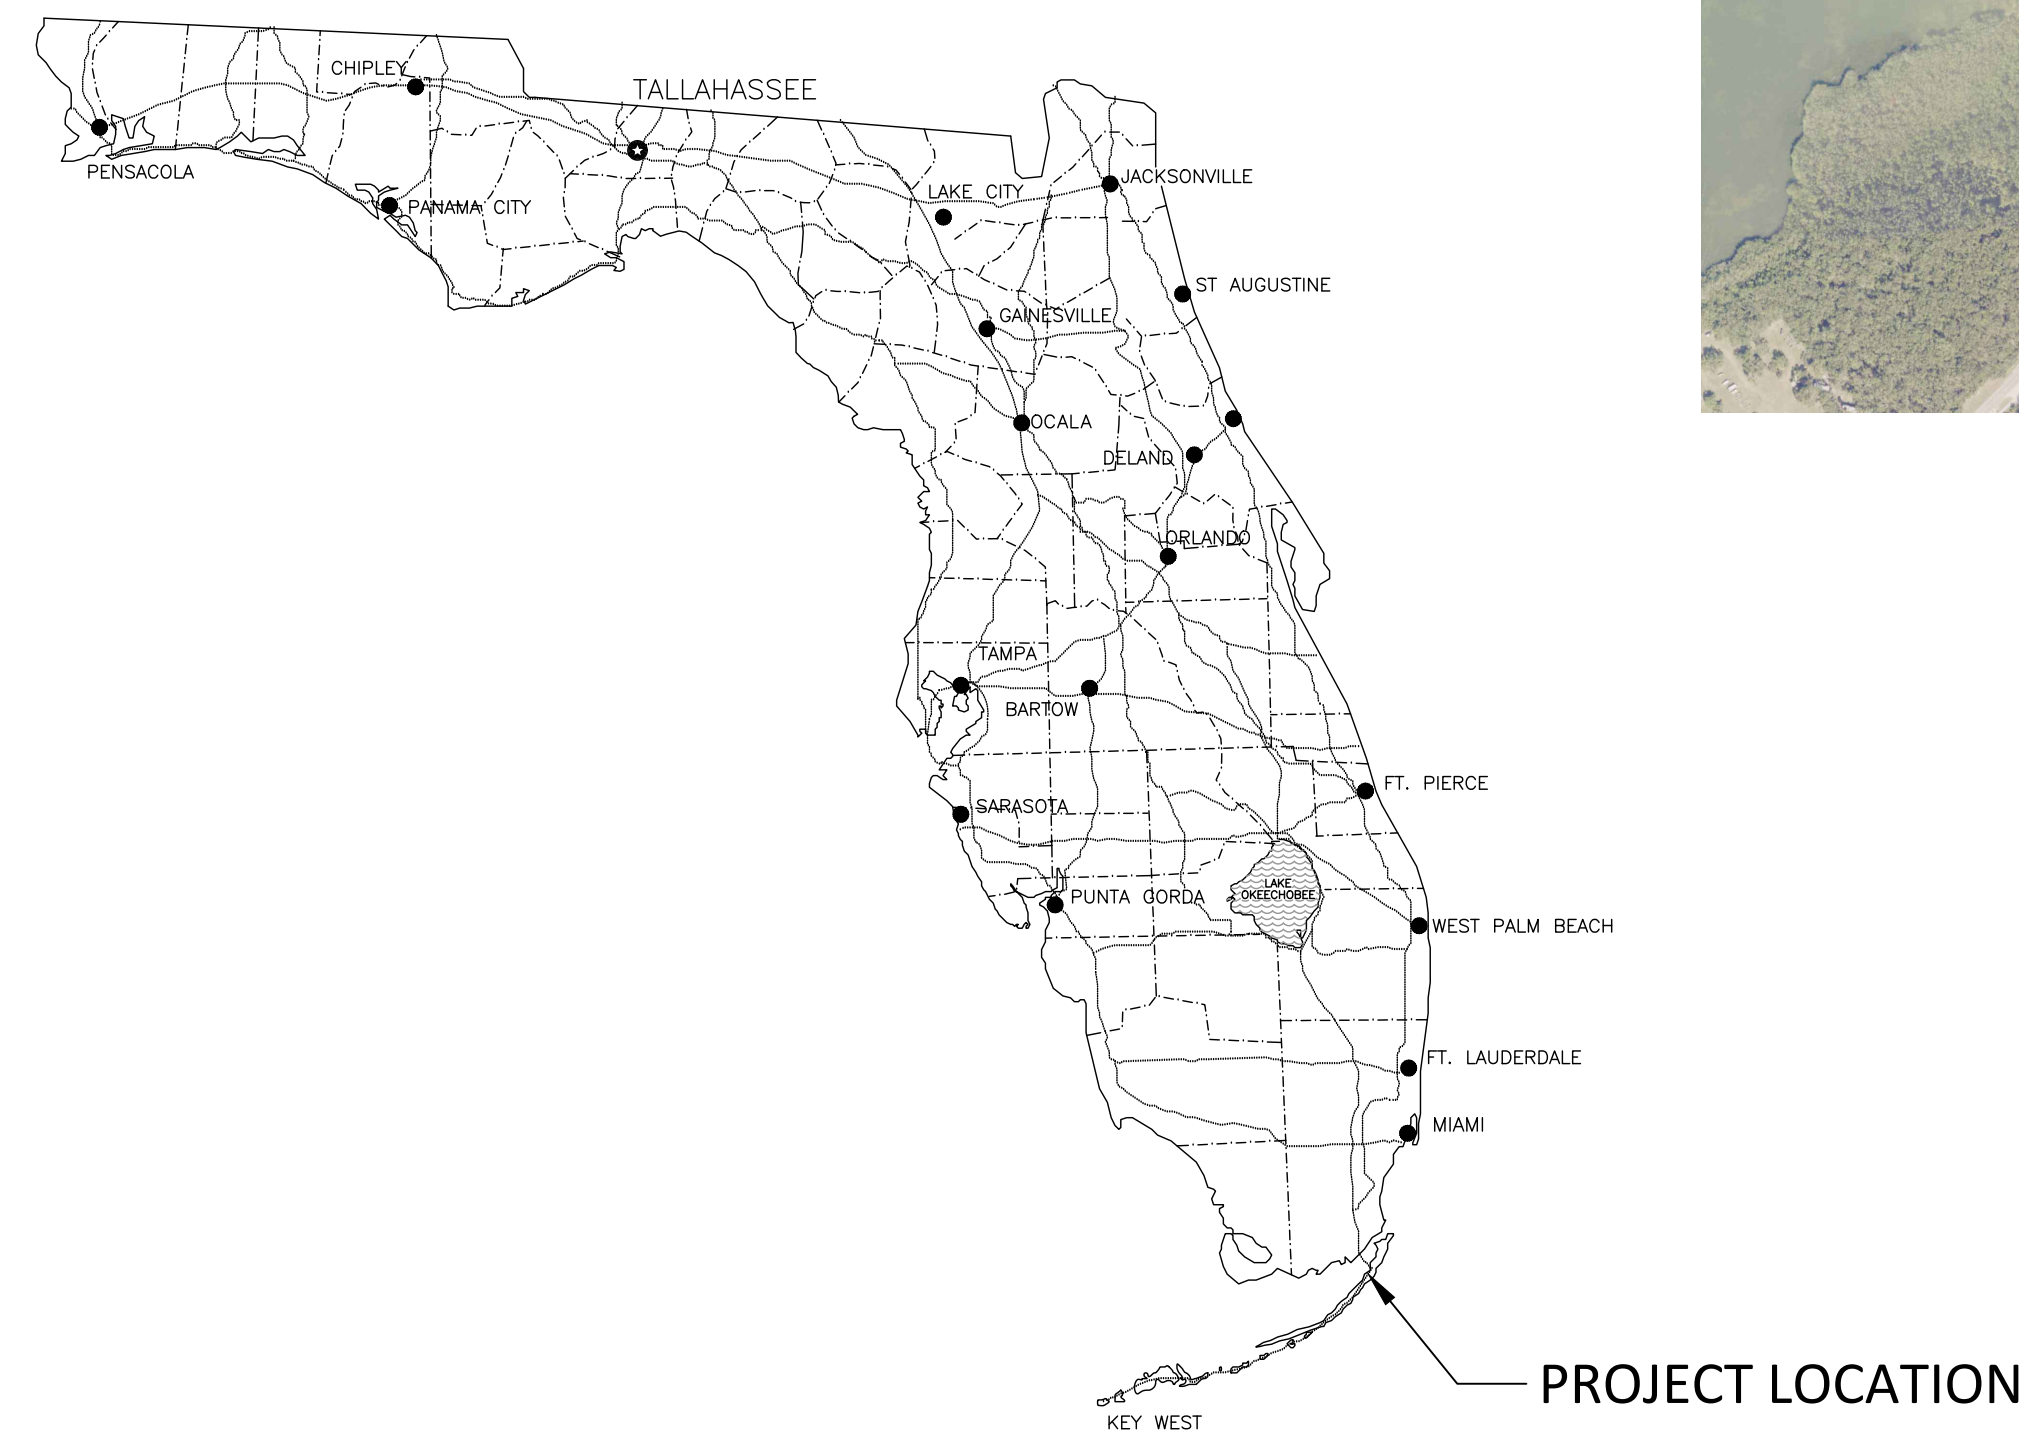 CHIPLEY
TALLAHASSEE
PENSACOLA
PANAMA CITY
LAKE CITY
JACKSONVILLE
ST AUGUSTINE
GAINESVILLE
OCALA
DELAND
ORLANDO
TAMPA
BARTOW
FT. PIERCE
SARASOTA
LAKE
OKEECHOBEE
PUNTA GORDA
WEST PALM BEACH
FT. LAUDERDALE
MIAMI
PROJECT LOCATION
KEY WEST